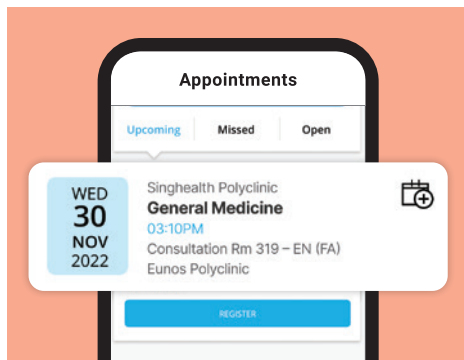 Appointments
Upcoming
Missed
Open
WED
30
NOV
2022
Singhealth Polyclinic
General Medicine
03:10PM
Consultation Rm 319 – EN (FA)
Eunos Polyclinic
REGISTER